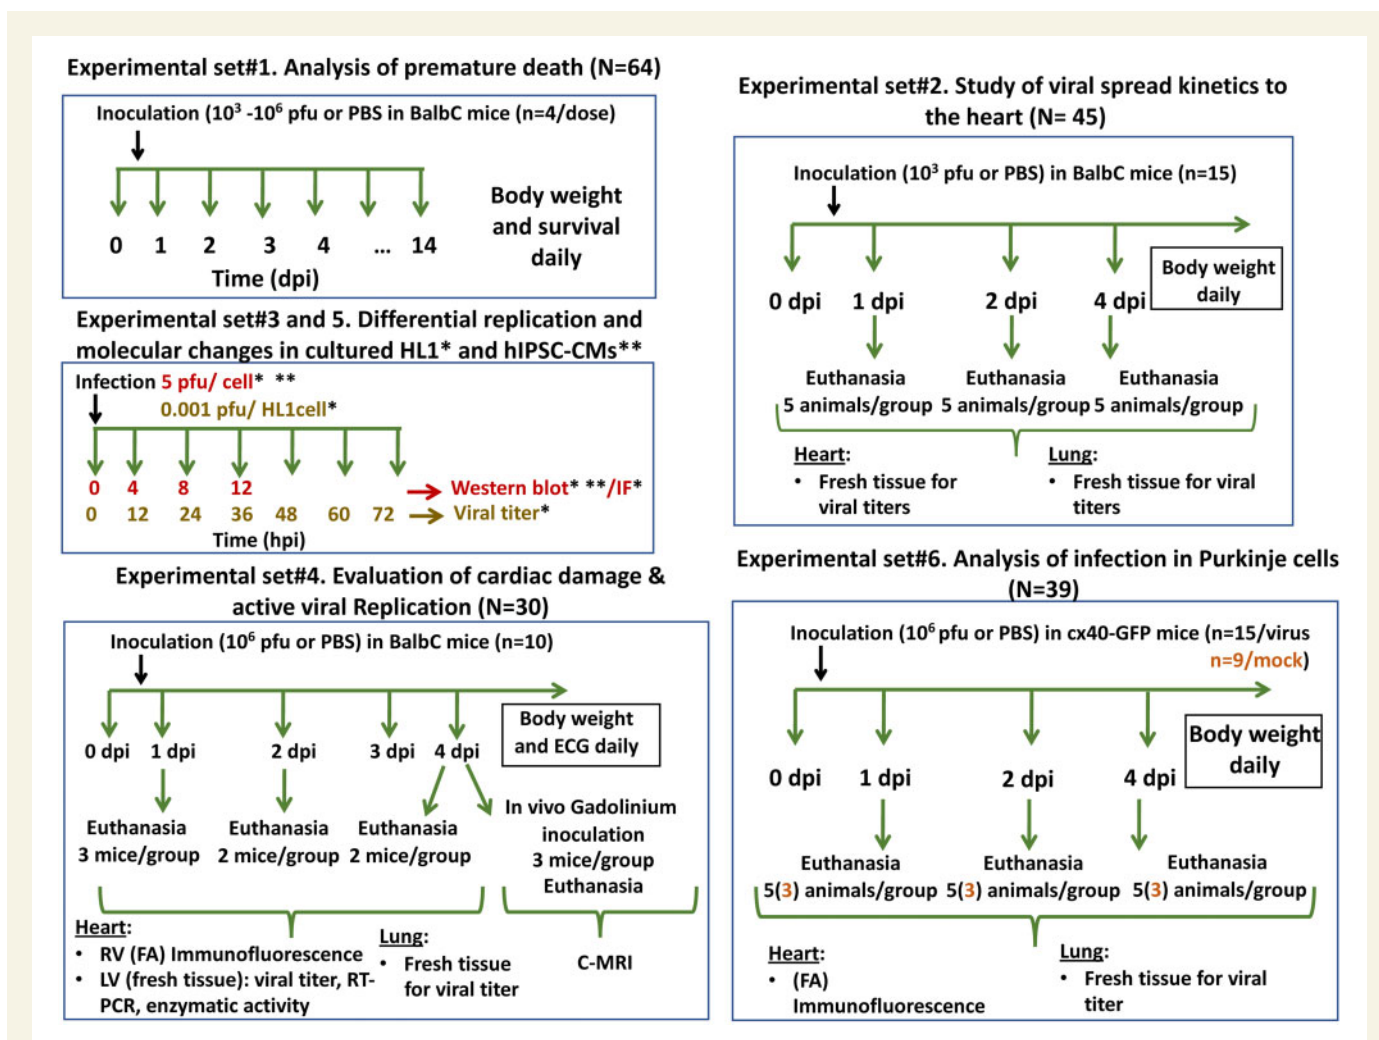 Experimental set#1. Analysis of premature death (N=64)
Inoculation (10³ -10⁶ pfu or PBS in BalbC mice (n=4/dose)
0 1 2 3 4 ... 14
Time (dpi)
Body weight
and survival
daily
Experimental set#2. Study of viral spread kinetics to
the heart (N= 45)
Inoculation (10³ pfu or PBS) in BalbC mice (n=15)
0 dpi 1 dpi 2 dpi 4 dpi
Body weight
daily
Euthanasia Euthanasia Euthanasia
5 animals/group 5 animals/group 5 animals/group
Heart:
• Fresh tissue for
viral titers
Lung:
• Fresh tissue for viral
titers
Experimental set#3 and 5. Differential replication and
molecular changes in cultured HL1* and hIPSC-CMs**
Infection 5 pfu/ cell* **
0.001 pfu/ HL1cell*
0 4 8 12 Western blot* **/IF*
0 12 24 36 48 60 72 Viral titer*
Time (hpi)
Experimental set#4. Evaluation of cardiac damage &
active viral Replication (N=30)
Inoculation (10⁶ pfu or PBS) in BalbC mice (n=10)
0 dpi 1 dpi 2 dpi 3 dpi 4 dpi
Body weight
and ECG daily
Euthanasia Euthanasia Euthanasia
3 mice/group 2 mice/group 2 mice/group
In vivo Gadolinium
inoculation
3 mice/group
Euthanasia
Heart:
• RV (FA) Immunofluorescence
• LV (fresh tissue): viral titer, RT-
PCR, enzymatic activity
Lung:
• Fresh tissue
for viral titer
C-MRI
Experimental set#6. Analysis of infection in Purkinje cells
(N=39)
Inoculation (10⁶ pfu or PBS) in cx40-GFP mice (n=15/virus
n=9/mock)
0 dpi 1 dpi 2 dpi 4 dpi
Body weight
daily
Euthanasia Euthanasia Euthanasia
5(3) animals/group 5(3) animals/group 5(3) animals/group
Heart:
• (FA)
Immunofluorescence
Lung:
• Fresh tissue for viral
titer